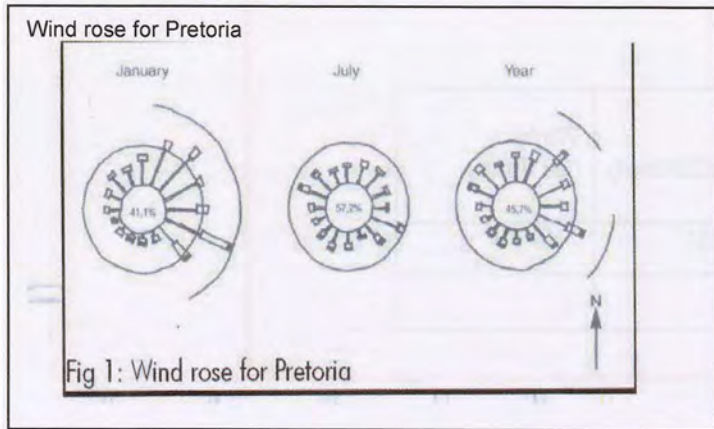 Wind rose for Pretoria
January July Year
41,1% 57,2% 45,7%
N
Fig 1: Wind rose for Pretoria